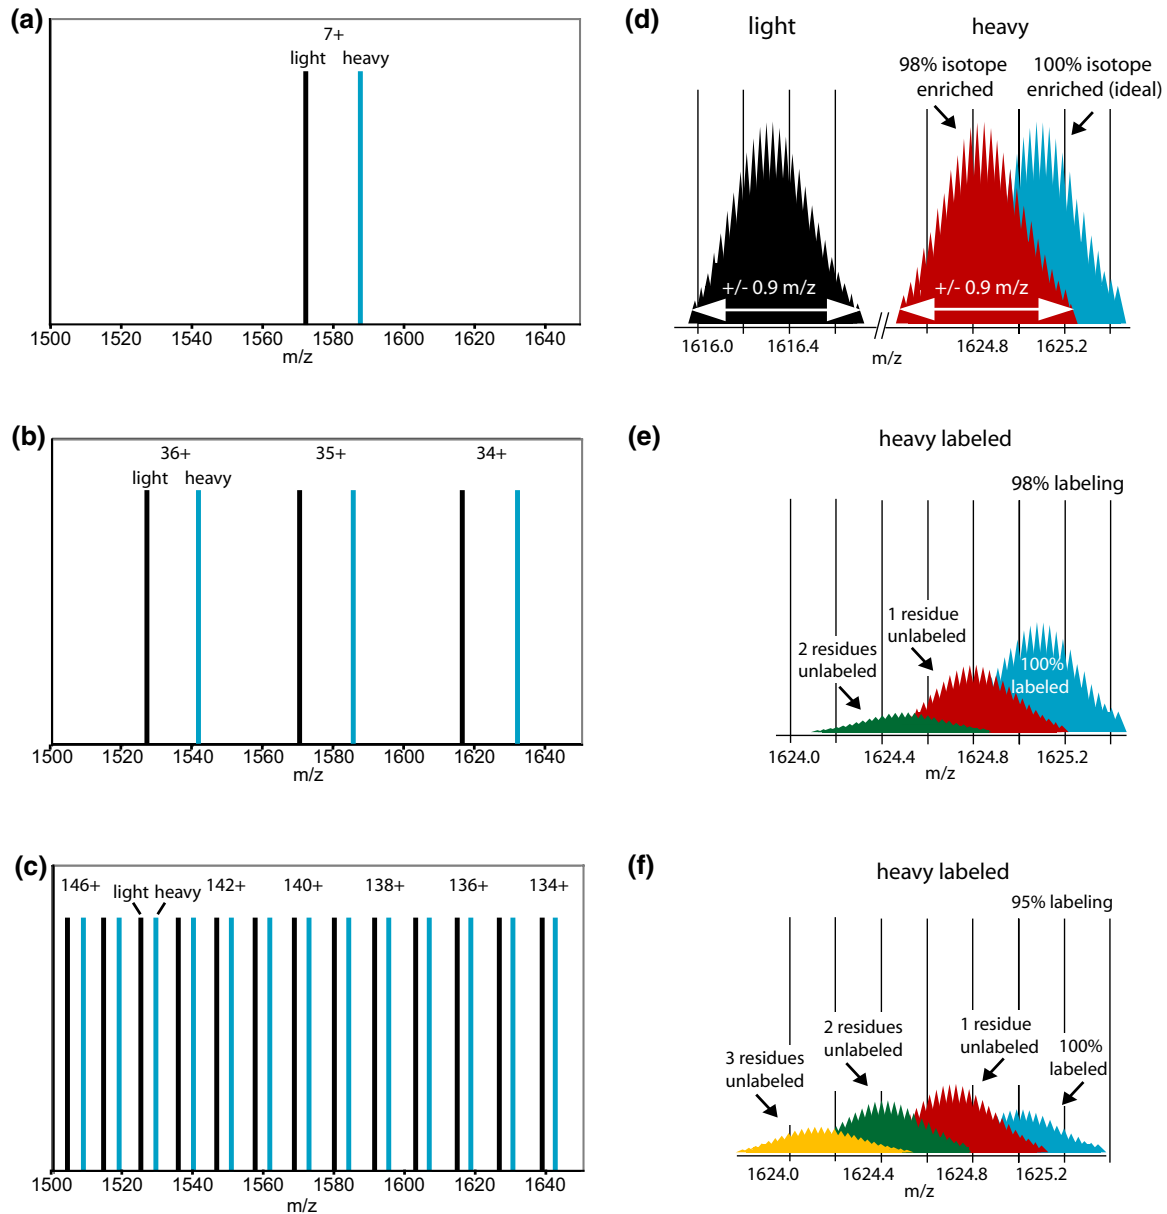 (a)
7+
light heavy
1500 1520 1540 1560 1580 1600 1620 1640
m/z
(b)
36+ 35+ 34+
light heavy
1500 1520 1540 1560 1580 1600 1620 1640
m/z
(c)
146+ 142+ 140+ 138+ 136+ 134+
light heavy
1500 1520 1540 1560 1580 1600 1620 1640
m/z
(d)
light heavy
98% isotope
enriched
100% isotope
enriched (ideal)
+/- 0.9 m/z +/- 0.9 m/z
1616.0 1616.4 1624.8 1625.2
m/z
(e)
heavy labeled
98% labeling
1 residue
unlabeled
2 residues
unlabeled
100%
labeled
1624.0 1624.4 1624.8 1625.2
m/z
(f)
heavy labeled
95% labeling
2 residues
unlabeled
1 residue
unlabeled
3 residues
unlabeled
100%
labeled
1624.0 1624.4 1624.8 1625.2
m/z